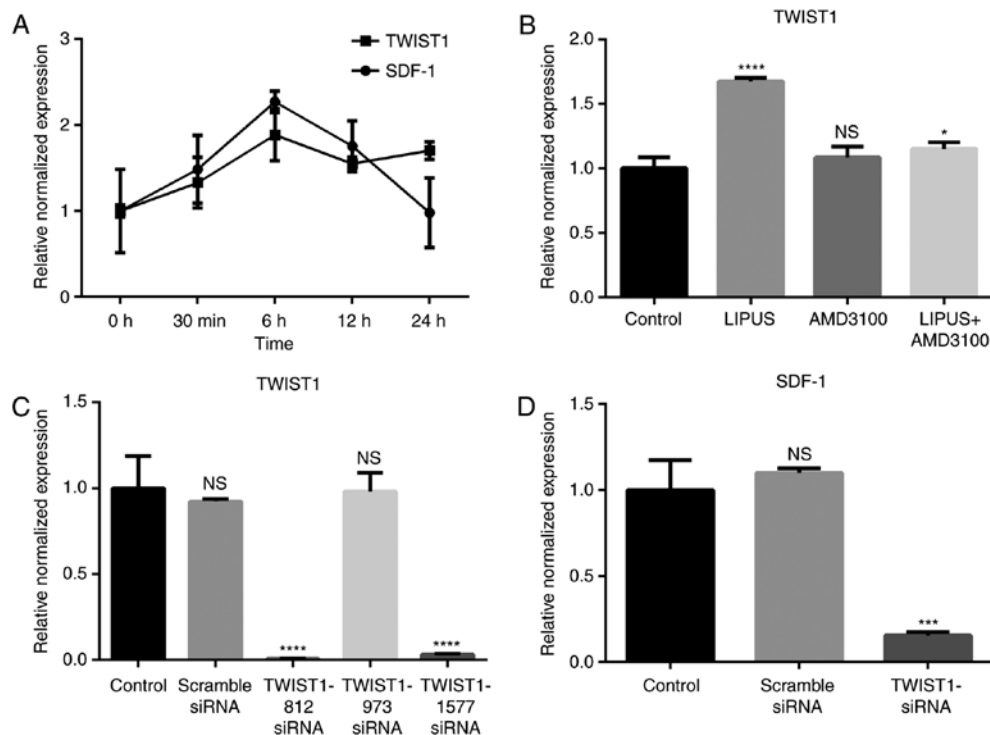 A
Relative normalized expression
3
2
1
0
TWIST1
SDF-1
0 h 30 min 6 h 12 h 24 h
Time
B
TWIST1
Relative normalized expression
2.0
1.5
1.0
0.5
0.0
****
NS
*
Control LIPUS AMD3100 LIPUS+
AMD3100
C
TWIST1
Relative normalized expression
1.5
1.0
0.5
0.0
NS
****
NS
****
Control Scramble TWIST1- TWIST1- TWIST1-
siRNA 812 973 siRNA 1577
siRNA siRNA
D
SDF-1
Relative normalized expression
1.5
1.0
0.5
0.0
NS
***
Control Scramble TWIST1-
siRNA siRNA